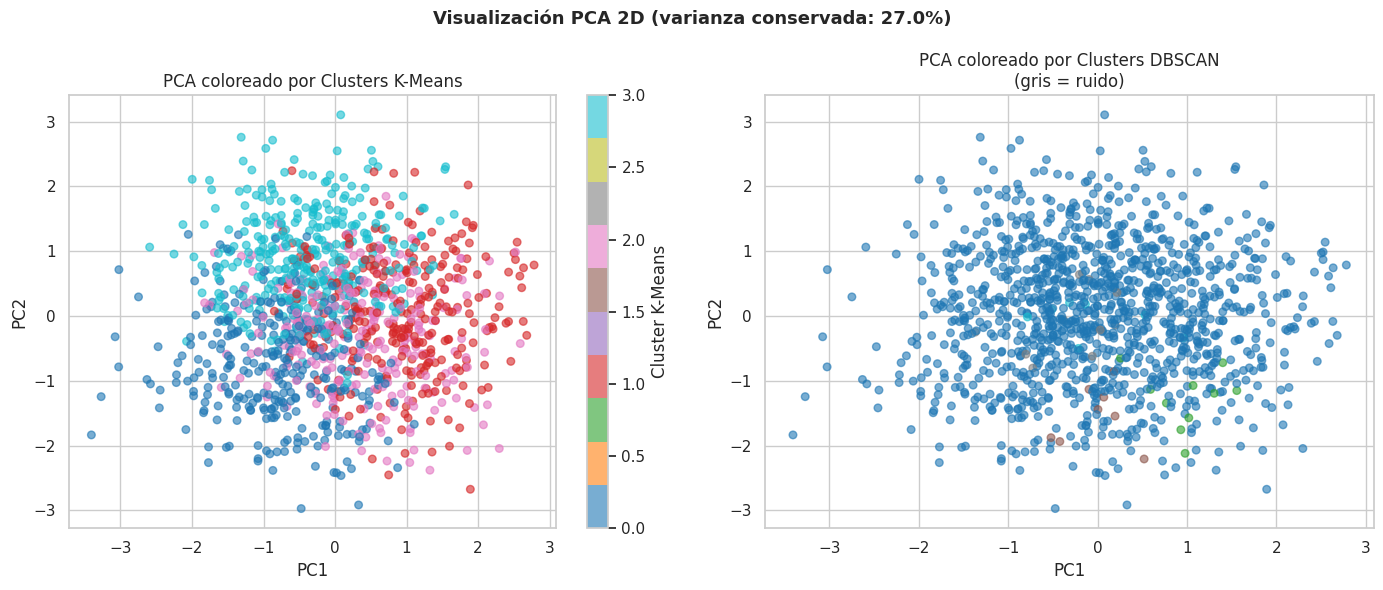 Visualización PCA 2D (varianza conservada: 27.0%)
PCA coloreado por Clusters K-Means
3
2
1
0
−1
−2
−3
PC2
−3 −2 −1 0 1 2 3
PC1
3.0
2.5
2.0
1.5
1.0
0.5
0.0
Cluster K-Means
PCA coloreado por Clusters DBSCAN
(gris = ruido)
3
2
1
0
−1
−2
−3
PC2
−3 −2 −1 0 1 2 3
PC1